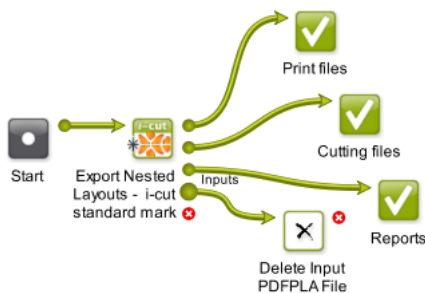 Print files
i-cut
Cutting files
Start
Export Nested
Layouts - i-cut
standard mark
Inputs
Reports
Delete Input
PDFPLA File